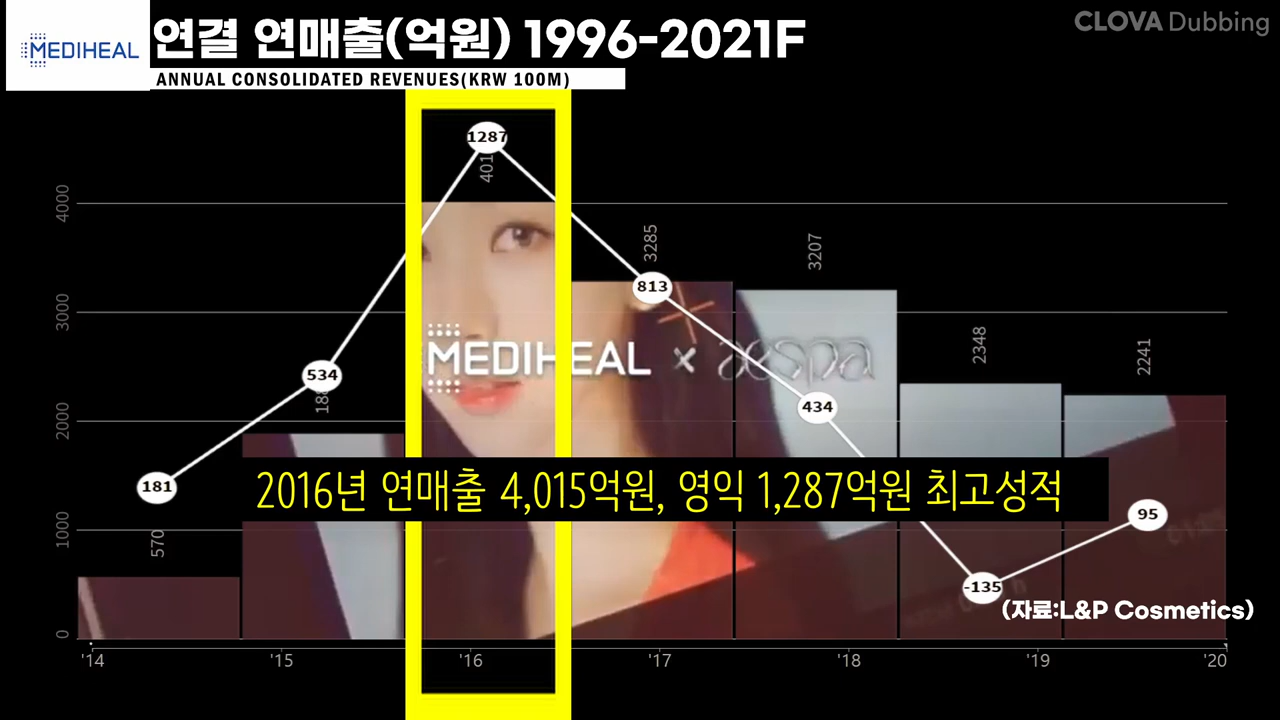 MEDIHEAL
연결 연매출(억원) 1996-2021F
CLOVA Dubbing
ANNUAL CONSOLIDATED REVENUES(KRW 100M)
1287
401
4000
3285
3207
813
3000
2348
2241
MEDIHEAL × aespa
534
434
2000
181
2016년 연매출 4,015억원, 영익 1,287억원 최고성적
95
1000
570
-135
(자료:L&P Cosmetics)
0
'14 '15 '16 '17 '18 '19 '20